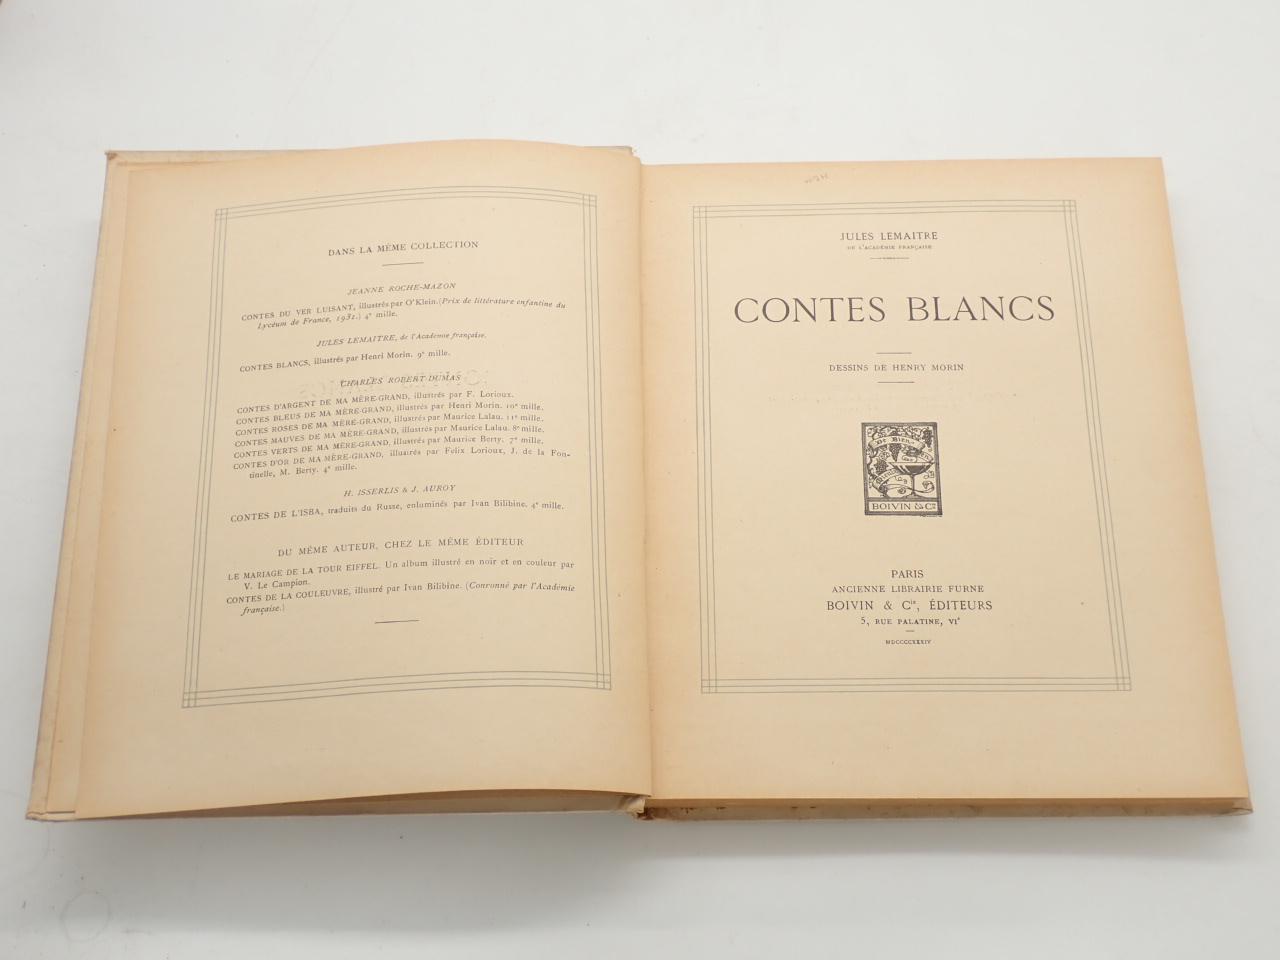 DANS LA MÊME COLLECTION
JEANNE ROCHE-MAZON
CONTES DU VER LUISANT, illustrés par O'Klein. (Prix de littérature enfantine du
Lycéum de France, 1932.) 4e mille.
JULES LEMAITRE, de l'Académie française.
CONTES BLANCS, illustrés par Henri Morin. 9e mille.
CHARLES ROBERT-DUMAS
CONTES D'ARGENT DE MA MÈRE-GRAND, illustrés par F. Lorioux.
CONTES BLEUS DE MA MÈRE-GRAND, illustrés par Henri Morin. 10e mille.
CONTES ROSES DE MA MÈRE-GRAND, illustrés par Maurice Lalau. 11e mille.
CONTES MAUVES DE MA MÈRE-GRAND, illustrés par Maurice Lalau. 8e mille.
CONTES VERTS DE MA MÈRE-GRAND, illustrés par Maurice Berty. 7e mille.
CONTES D'OR DE MA MÈRE-GRAND, illustrés par Felix Lorioux, J. de la Fon-
tinelle, M. Berty. 4e mille.
H. ISSERLIS & J. AUROY
CONTES DE L'ISBA, traduits du Russe, enluminés par Ivan Bilibine. 4e mille.
DU MÊME AUTEUR, CHEZ LE MÊME ÉDITEUR
LE MARIAGE DE LA TOUR EIFFEL. Un album illustré en noir et en couleur par
V. Le Campion.
CONTES DE LA COULEUVRE, illustré par Ivan Bilibine. (Couronné par l'Académie
française.)
JULES LEMAITRE
DE L'ACADÉMIE FRANÇAISE
CONTES BLANCS
DESSINS DE HENRY MORIN
De Bien en
Mieulx
BOIVIN & Cie
PARIS
ANCIENNE LIBRAIRIE FURNE
BOIVIN & Cie, ÉDITEURS
5, RUE PALATINE, VIe
MDCCCCXXXIV